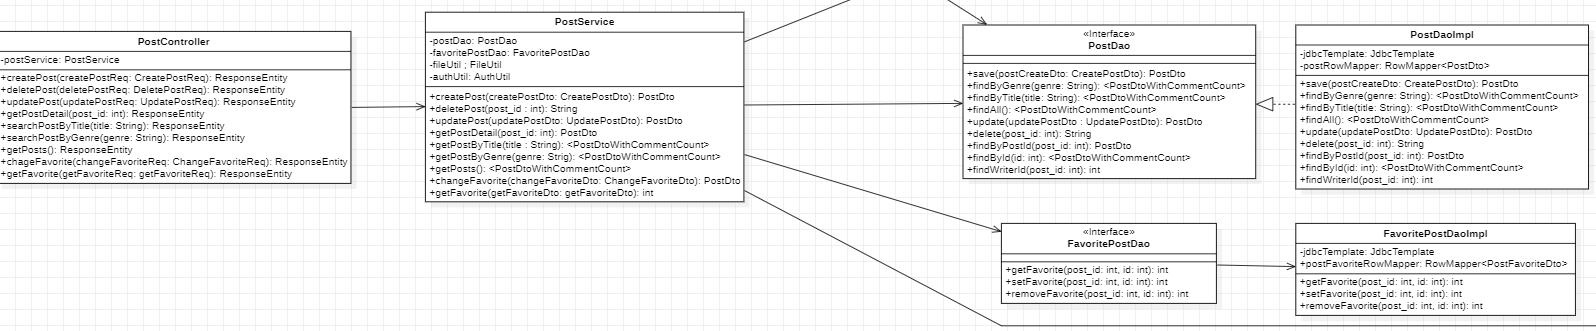 PostController
-postService: PostService
+createPost(createPostReq: CreatePostReq): ResponseEntity
+deletePost(deletePostReq: DeletePostReq): ResponseEntity
+updatePost(updatePostReq: UpdatePostReq): ResponseEntity
+getPostDetail(post_id: int): ResponseEntity
+searchPostByTitle(title: String): ResponseEntity
+searchPostByGenre(genre: String): ResponseEntity
+getPosts(): ResponseEntity
+chageFavorite(changeFavoriteReq: ChangeFavoriteReq): ResponseEntity
+getFavorite(getFavoriteReq: getFavoriteReq): ResponseEntity
PostService
-postDao: PostDao
-favoritePostDao: FavoritePostDao
-fileUtil ; FileUtil
-authUtil: AuthUtil
+createPost(createPostDto: CreatePostDto): PostDto
+deletePost(post_id : int): String
+updatePost(updatePostDto: UpdatePostDto): PostDto
+getPostDetail(post_id: int): PostDto
+getPostByTitle(title : String): <PostDtoWithCommentCount>
+getPostByGenre(genre: Strig): <PostDtoWithCommentCount>
+getPosts(): <PostDtoWithCommentCount>
+changeFavorite(changeFavoriteDto: ChangeFavoriteDto): PostDto
+getFavorite(getFavoriteDto: getFavoriteDto): int
«Interface»
PostDao
+save(postCreateDto: CreatePostDto): PostDto
+findByGenre(genre: String): <PostDtoWithCommentCount>
+findByTitle(title: String): <PostDtoWithCommentCount>
+findAll(): <PostDtoWithCommentCount>
+update(updatePostDto : UpdatePostDto): PostDto
+delete(post_id: int): String
+findByPostId(post_id: int): PostDto
+findById(id: int): <PostDtoWithCommentCount>
+findWriterId(post_id: int): int
PostDaoImpl
-jdbcTemplate: JdbcTemplate
-postRowMapper: RowMapper<PostDto>
+save(postCreateDto: CreatePostDto): PostDto
+findByGenre(genre: String): <PostDtoWithCommentCount>
+findByTitle(title: String): <PostDtoWithCommentCount>
+findAll(): <PostDtoWithCommentCount>
+update(updatePostDto: UpdatePostDto): PostDto
+delete(post_id: int): String
+findByPostId(post_id: int): PostDto
+findById(id: int): <PostDtoWithCommentCount>
+findWriterId(post_id: int): int
«Interface»
FavoritePostDao
+getFavorite(post_id: int, id: int): int
+setFavorite(post_id: int, id: int): int
+removeFavorite(post_id: int, id: int): int
FavoritePostDaoImpl
-jdbcTemplate: JdbcTemplate
+postFavoriteRowMapper: RowMapper<PostFavoriteDto>
+getFavorite(post_id: int, id: int): int
+setFavorite(post_id: int, id: int): int
+removeFavorite(post_id: int, id: int): int